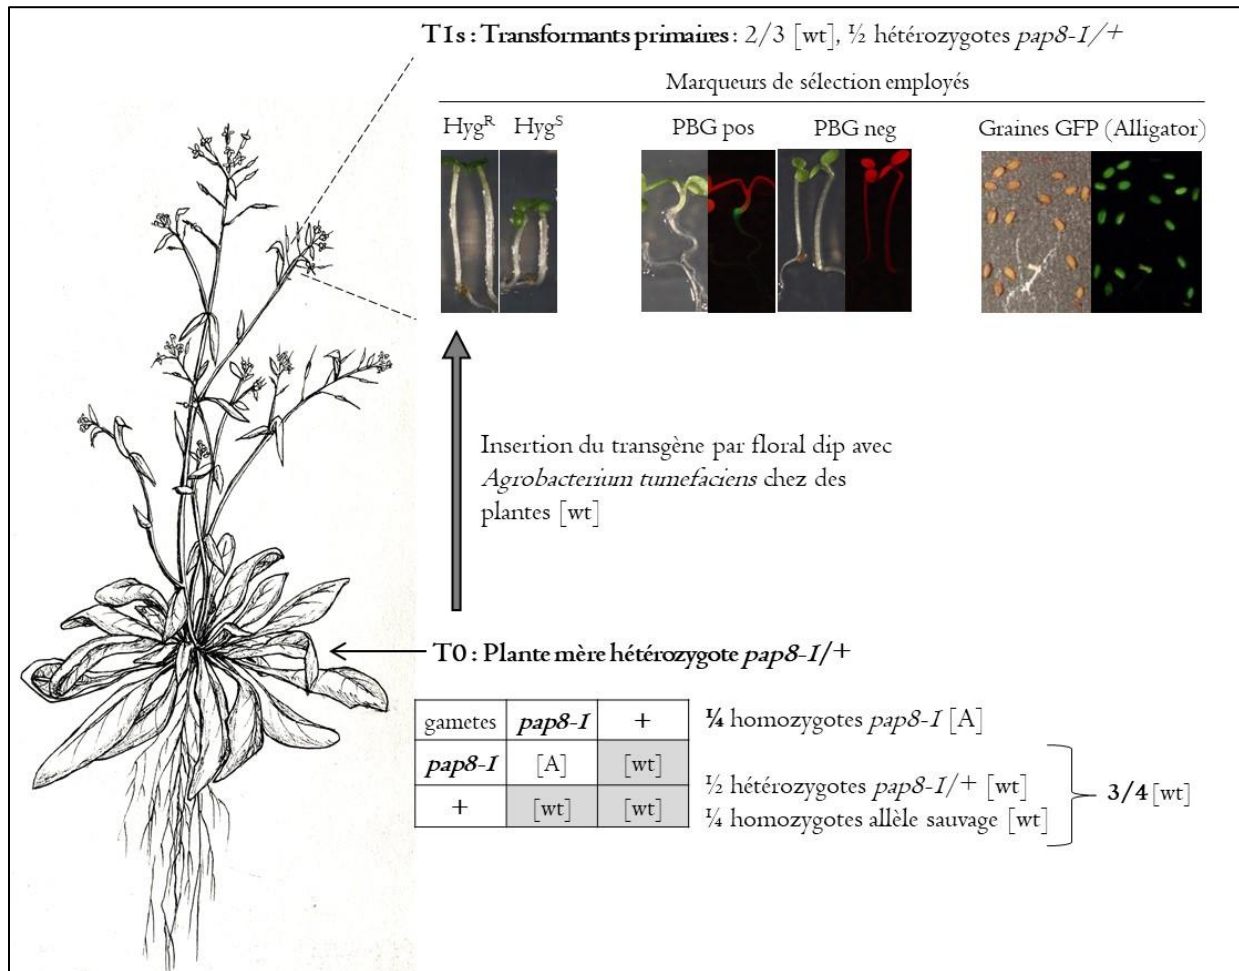 T1s : Transformants primaires : 2/3 [wt], ½ hétérozygotes pap8-1/+
Marqueurs de sélection employés
Hygᴿ Hygˢ PBG pos PBG neg Graines GFP (Alligator)
Insertion du transgène par floral dip avec
Agrobacterium tumefaciens chez des
plantes [wt]
T0 : Plante mère hétérozygote pap8-1/+
gametes pap8-1 +
pap8-1 [A] [wt]
+ [wt] [wt]
¼ homozygotes pap8-1 [A]
½ hétérozygotes pap8-1/+ [wt]
¼ homozygotes allèle sauvage [wt]
3/4 [wt]